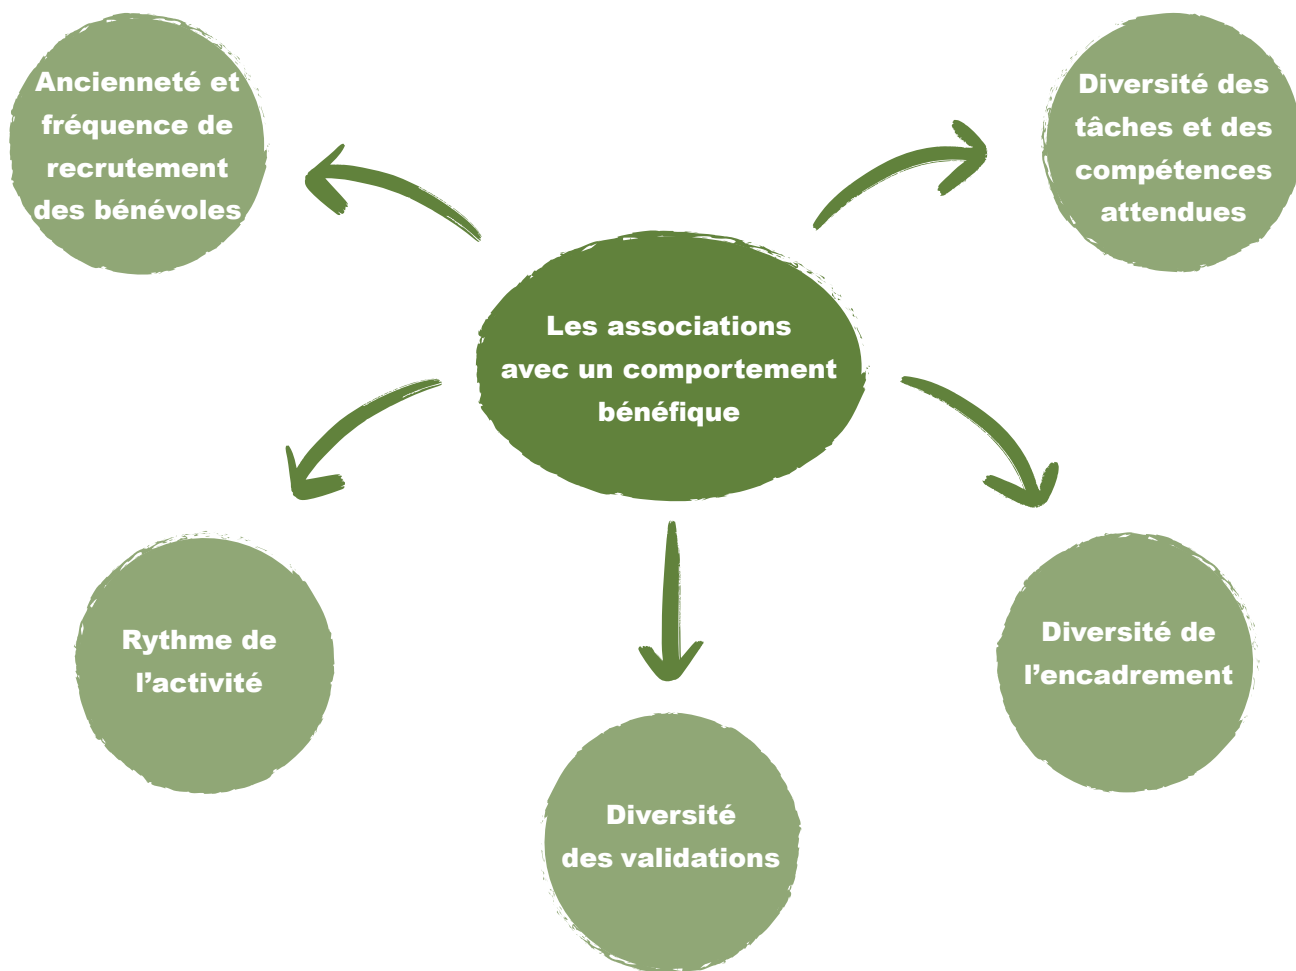 Ancienneté et
fréquence de
recrutement
des bénévoles
Diversité des
tâches et des
compétences
attendues
Les associations
avec un comportement
bénéfique
Rythme de
l’activité
Diversité
des validations
Diversité de
l’encadrement